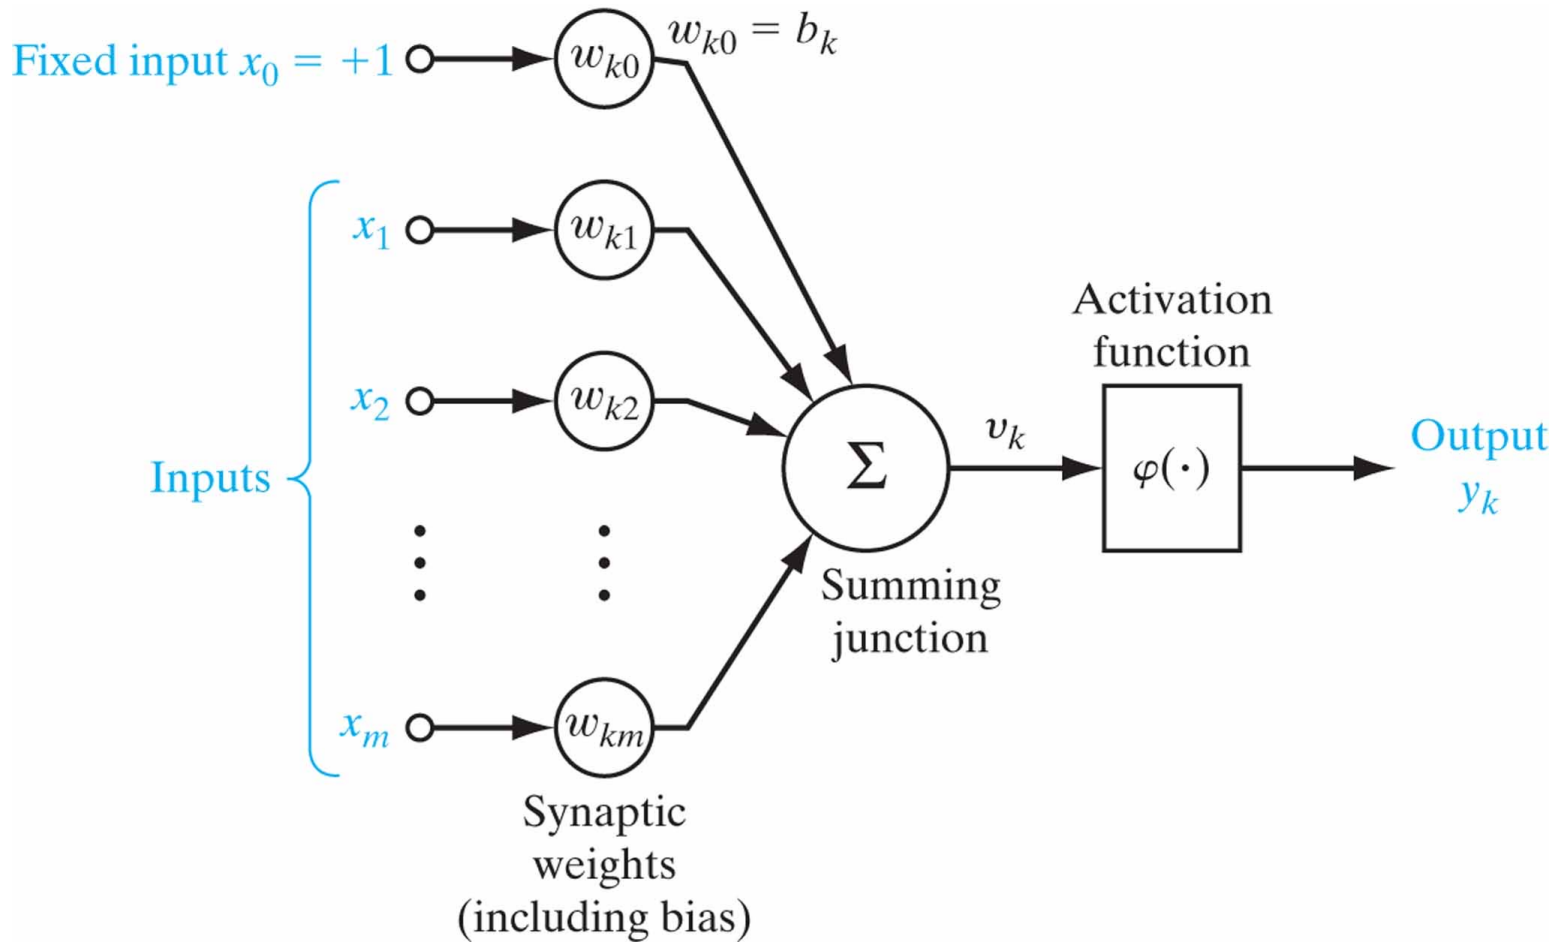 Fixed input x₀ = +1
wₖ₀
wₖ₀ = bₖ
x₁
wₖ₁
x₂
wₖ₂
Inputs
xₘ
wₖₘ
Synaptic
weights
(including bias)
Σ
Summing
junction
vₖ
Activation
function
φ(·)
Output
yₖ